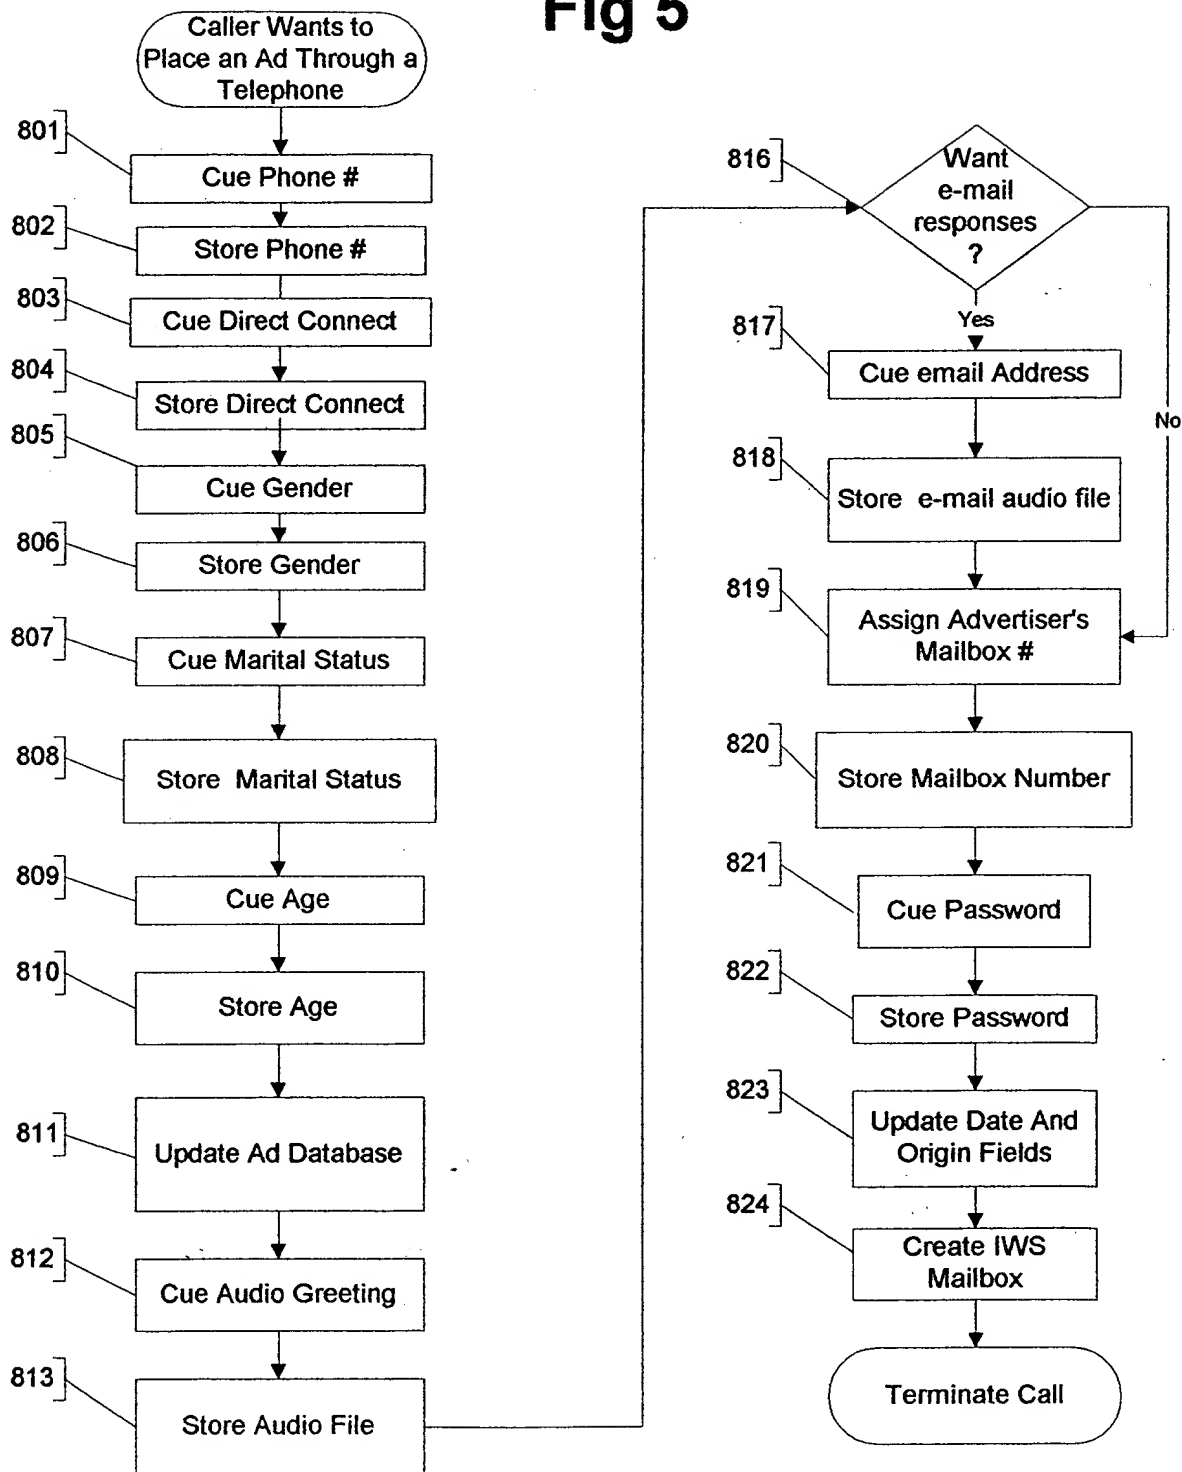 Fig 5
Caller Wants to
Place an Ad Through a
Telephone
801
Cue Phone #
802
Store Phone #
803
Cue Direct Connect
804
Store Direct Connect
805
Cue Gender
806
Store Gender
807
Cue Marital Status
808
Store Marital Status
809
Cue Age
810
Store Age
811
Update Ad Database
812
Cue Audio Greeting
813
Store Audio File
816
Want
e-mail
responses
?
Yes
No
817
Cue email Address
818
Store e-mail audio file
819
Assign Advertiser's
Mailbox #
820
Store Mailbox Number
821
Cue Password
822
Store Password
823
Update Date And
Origin Fields
824
Create IWS
Mailbox
Terminate Call